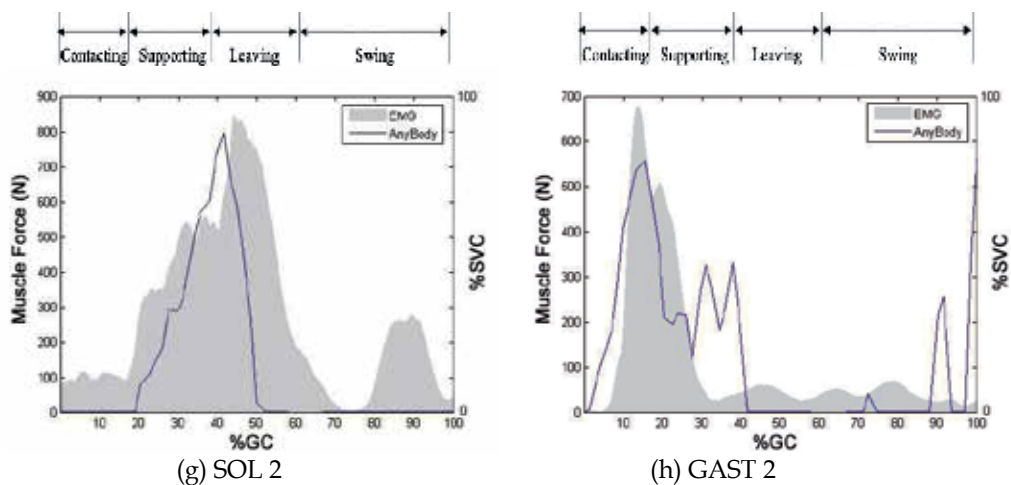 Contacting Supporting Leaving Swing
900
800
700
600
500
400
300
200
100
0
Muscle Force (N)
EMG
AnyBody
100
0
%SVC
10 20 30 40 50 60 70 80 90 100
%GC
(g) SOL 2
Contacting Supporting Leaving Swing
700
600
500
400
300
200
100
0
Muscle Force (N)
EMG
AnyBody
100
0
%SVC
10 20 30 40 50 60 70 80 90 100
%GC
(h) GAST 2